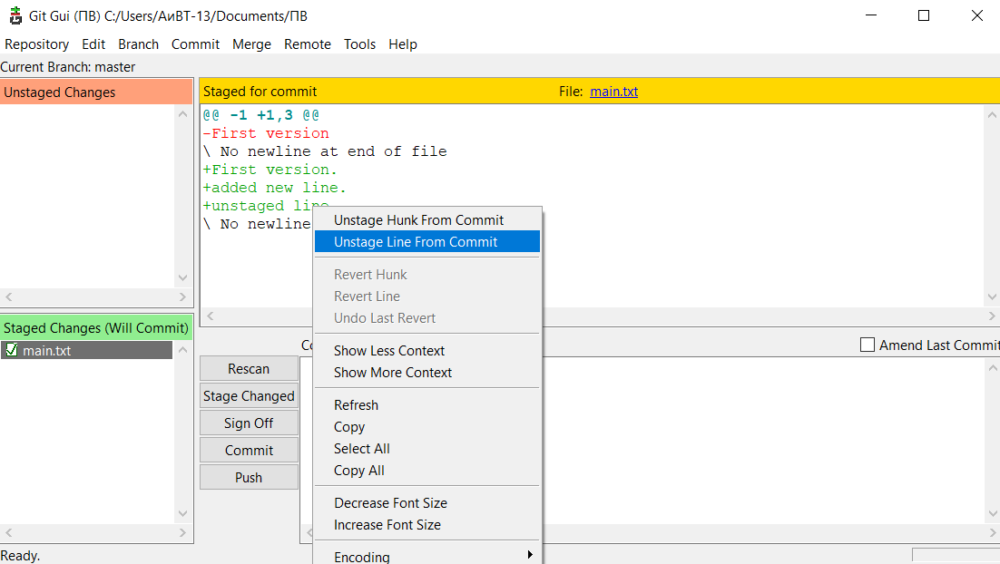 Git Gui (ПВ) C:/Users/АиВТ-13/Documents/ПВ
Repository Edit Branch Commit Merge Remote Tools Help
Current Branch: master
Unstaged Changes
Staged for commit File: main.txt
@@ -1 +1,3 @@
-First version
\ No newline at end of file
+First version.
+added new line.
+unstaged line
\ No newline
Unstage Hunk From Commit
Unstage Line From Commit
Revert Hunk
Revert Line
Undo Last Revert
Show Less Context
Show More Context
Refresh
Copy
Select All
Copy All
Decrease Font Size
Increase Font Size
Encoding
Staged Changes (Will Commit)
main.txt
Amend Last Commit
Rescan
Stage Changed
Sign Off
Commit
Push
Ready.